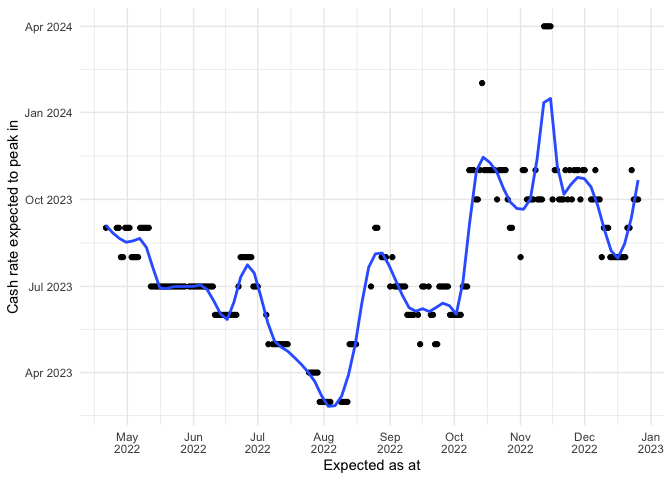 Apr 2024
Jan 2024
Oct 2023
Jul 2023
Apr 2023
Cash rate expected to peak in
May
2022
Jun
2022
Jul
2022
Aug
2022
Sep
2022
Oct
2022
Nov
2022
Dec
2022
Jan
2023
Expected as at